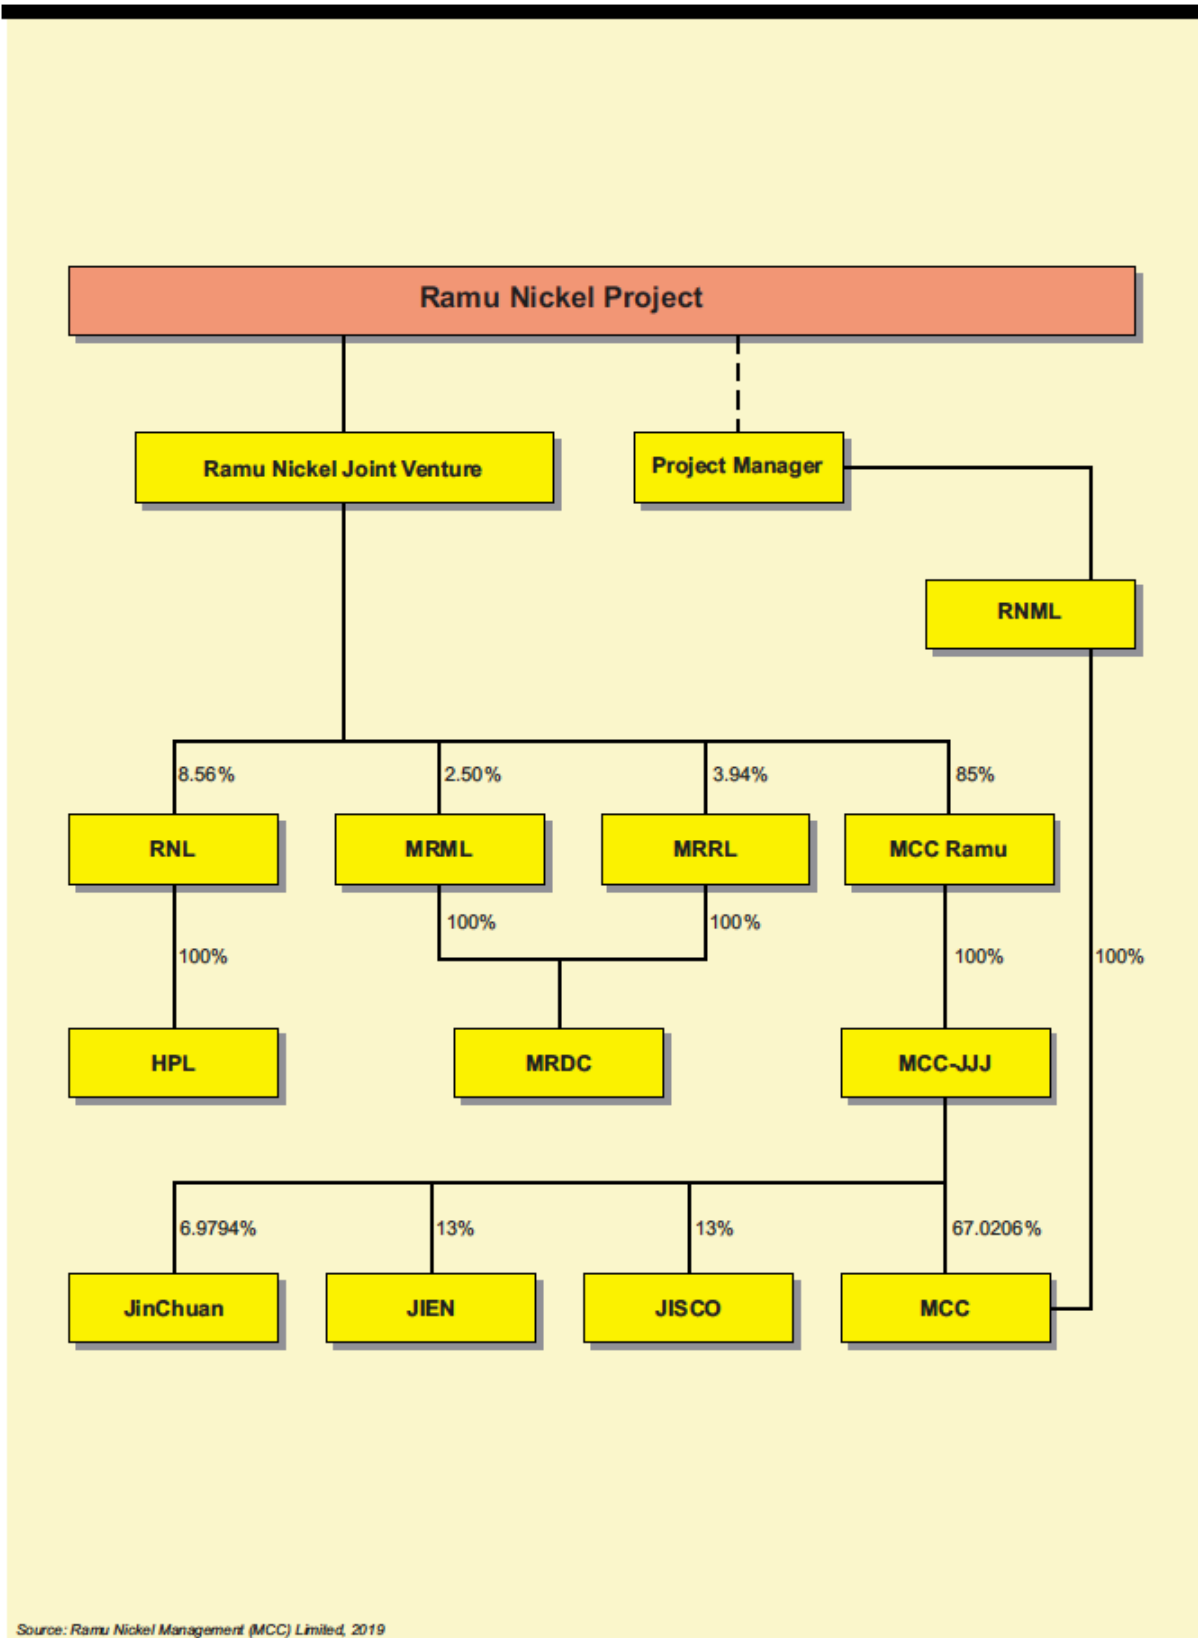 Ramu Nickel Project
Ramu Nickel Joint Venture
Project Manager
RNML
8.56%
2.50%
3.94%
85%
RNL
MRML
MRRL
MCC Ramu
100%
100%
100%
100%
100%
HPL
MRDC
MCC-JJJ
6.9794%
13%
13%
67.0206%
JinChuan
JIEN
JISCO
MCC
Source: Ramu Nickel Management (MCC) Limited, 2019